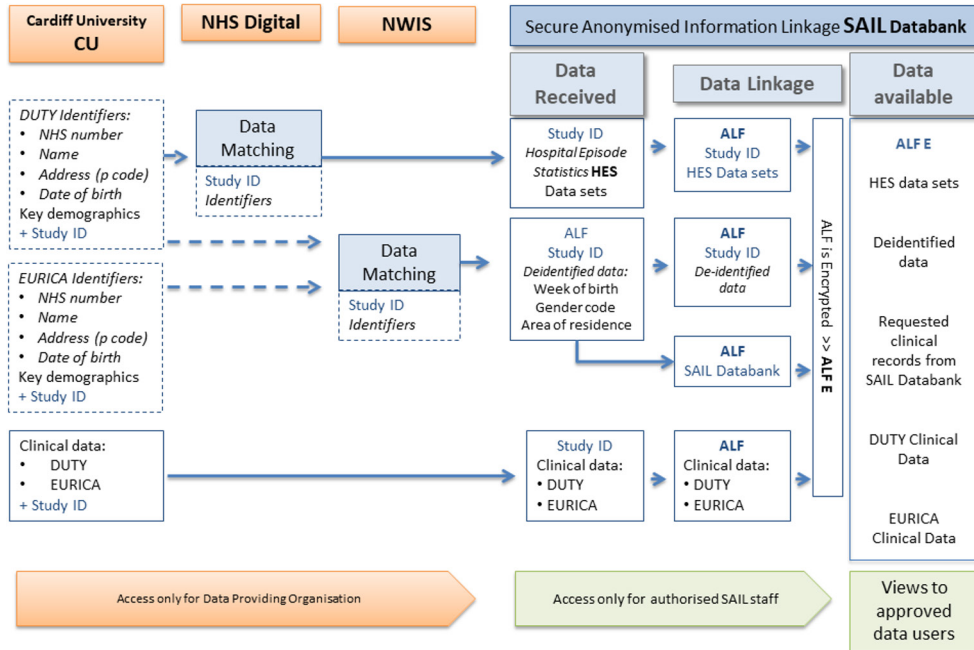 Cardiff University
CU
NHS Digital
NWIS
Secure Anonymised Information Linkage SAIL Databank
Data
Received
Data Linkage
Data
available
DUTY Identifiers:
• NHS number
• Name
• Address (p code)
• Date of birth
Key demographics
+ Study ID
Data
Matching
Study ID
Identifiers
Study ID
Hospital Episode
Statistics HES
Data sets
ALF
Study ID
HES Data sets
EURICA Identifiers:
• NHS number
• Name
• Address (p code)
• Date of birth
Key demographics
+ Study ID
Data
Matching
Study ID
Identifiers
ALF
Study ID
Deidentified data:
Week of birth
Gender code
Area of residence
ALF
Study ID
De-identified
data
ALF
SAIL Databank
Clinical data:
• DUTY
• EURICA
+ Study ID
Study ID
Clinical data:
• DUTY
• EURICA
ALF
Clinical data:
• DUTY
• EURICA
ALF is Encrypted >> ALF E
ALF E
HES data sets
Deidentified
data
Requested
clinical
records from
SAIL Databank
DUTY Clinical
Data
EURICA
Clinical Data
Access only for Data Providing Organisation
Access only for authorised SAIL staff
Views to
approved
data users